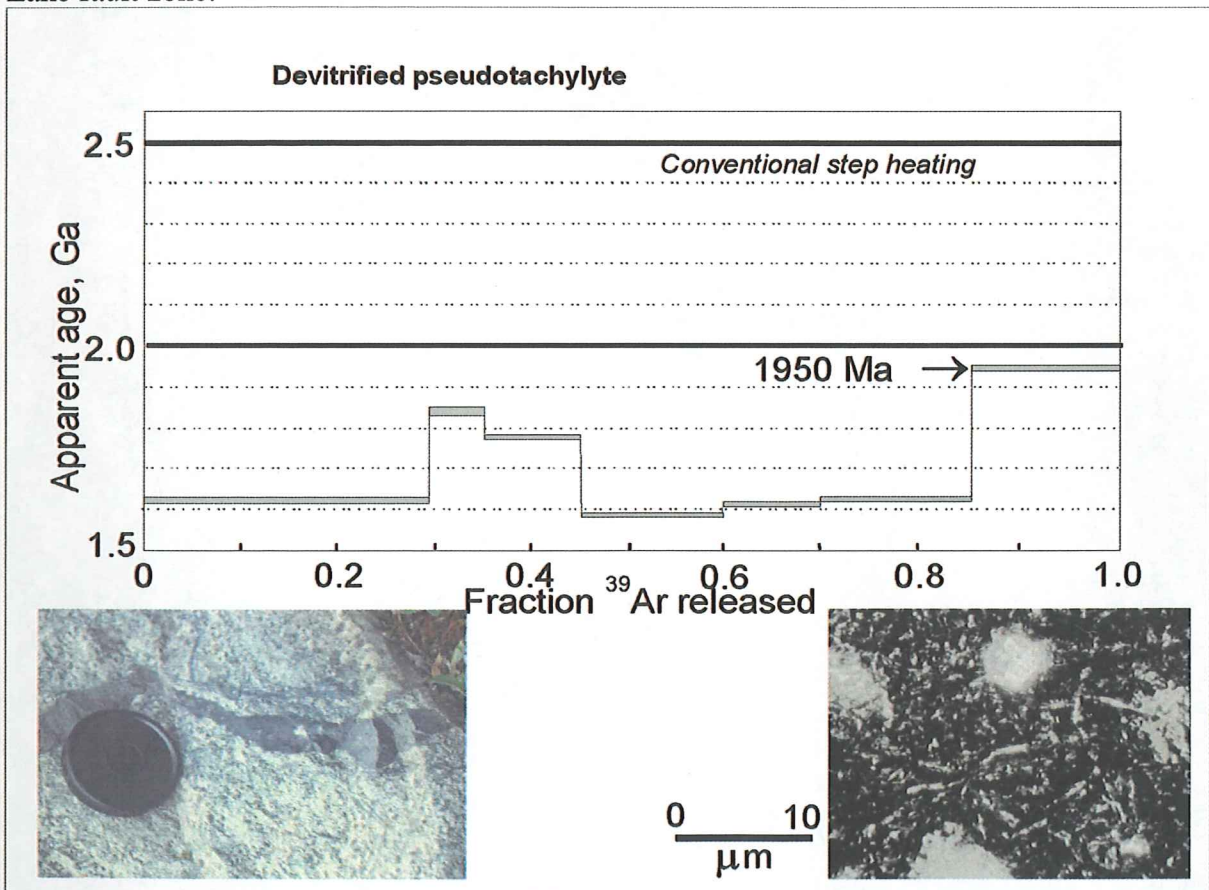 Devitrified pseudotachylyte
2.5
Conventional step heating
Apparent age, Ga
2.0
1950 Ma →
1.5
0 0.2 0.4 0.6 0.8 1.0
Fraction ³⁹Ar released
0 10
μm